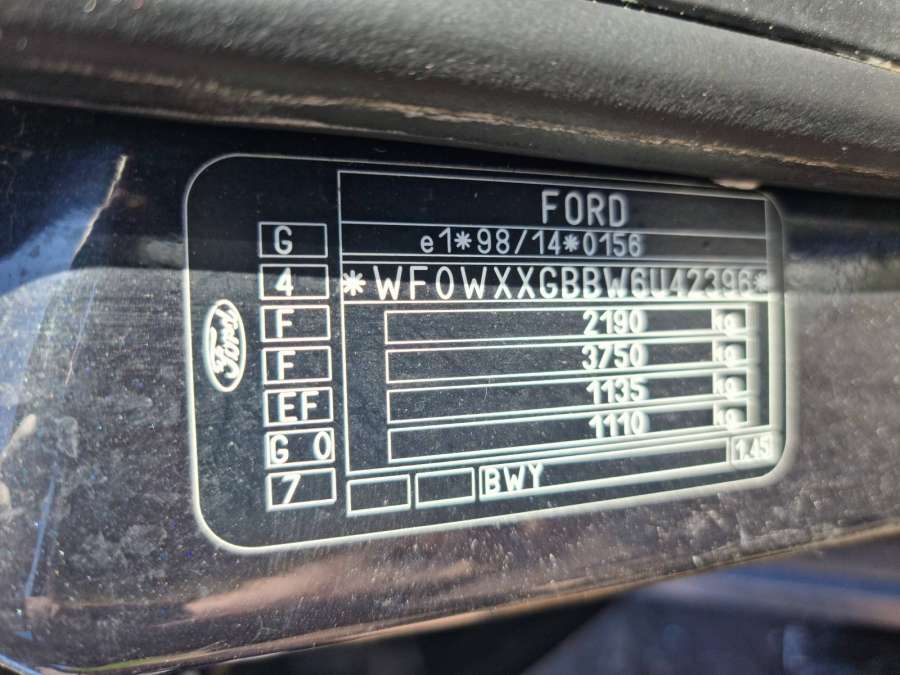 FORD
e1*98/14*0156
*WF0WXXGBBW6U42396*
2190 kg
3750 kg
1135 kg
1110 kg
1.45
BWY
G
4
F
F
EF
G 0
7
Ford